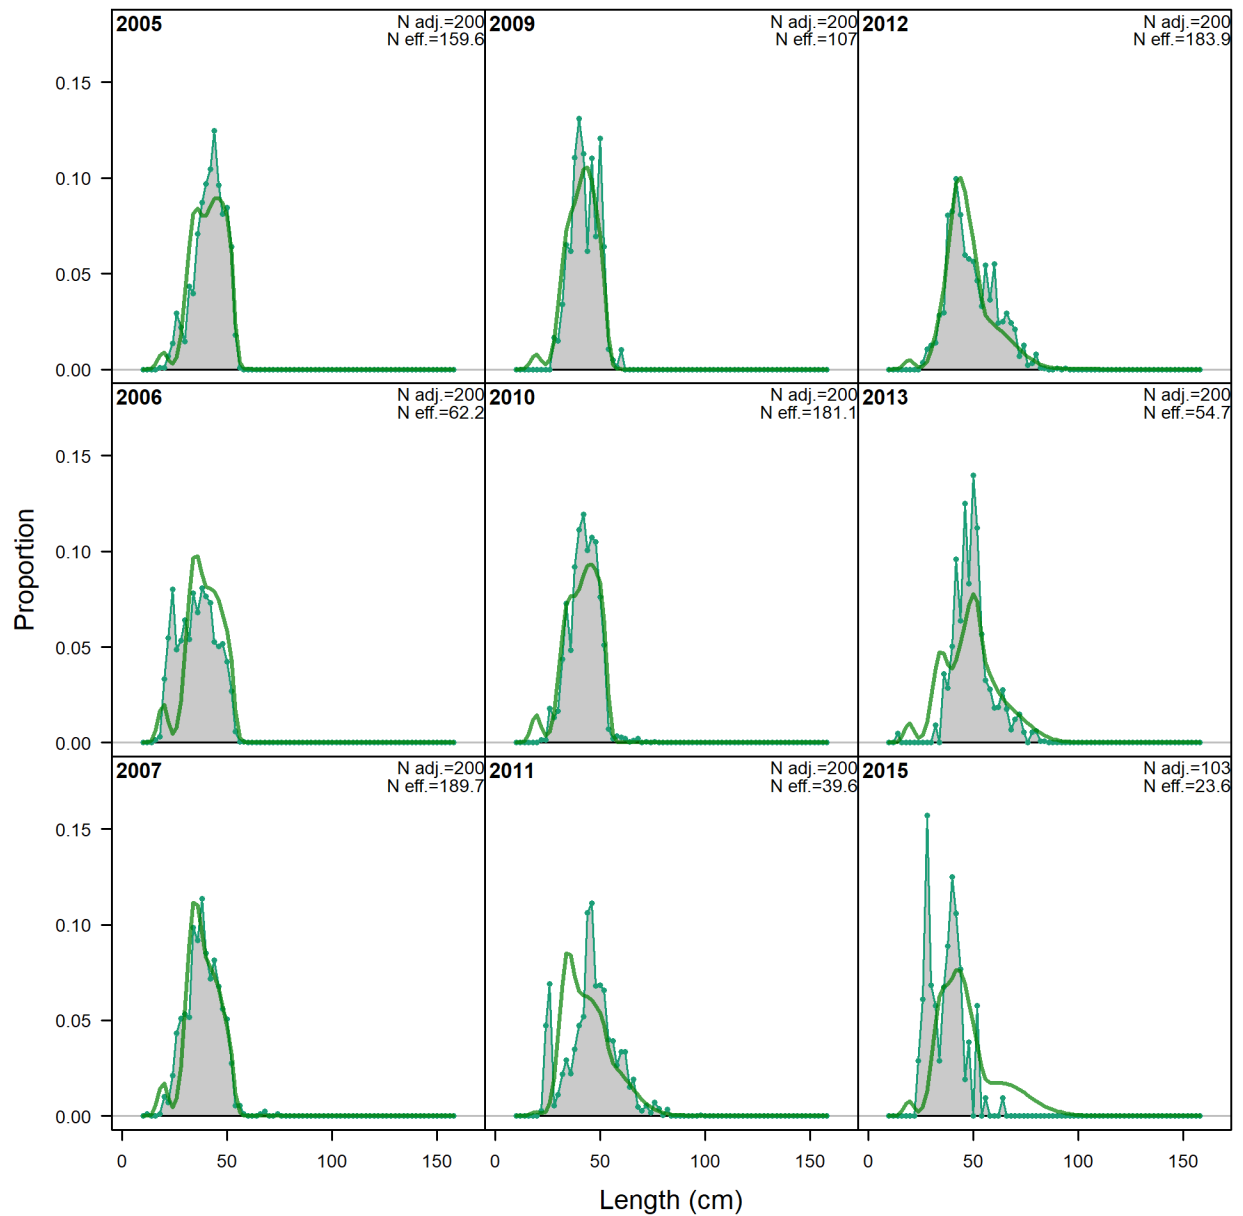 2005
N adj.=200
N eff.=159.6
2009
N adj.=200
N eff.=107
2012
N adj.=200
N eff.=183.9
0.15
0.10
0.05
0.00
2006
N adj.=200
N eff.=62.2
2010
N adj.=200
N eff.=181.1
2013
N adj.=200
N eff.=54.7
0.15
0.10
0.05
0.00
Proportion
2007
N adj.=200
N eff.=189.7
2011
N adj.=200
N eff.=39.6
2015
N adj.=103
N eff.=23.6
0.15
0.10
0.05
0.00
0 50 100 150
0 50 100 150
0 50 100 150
Length (cm)